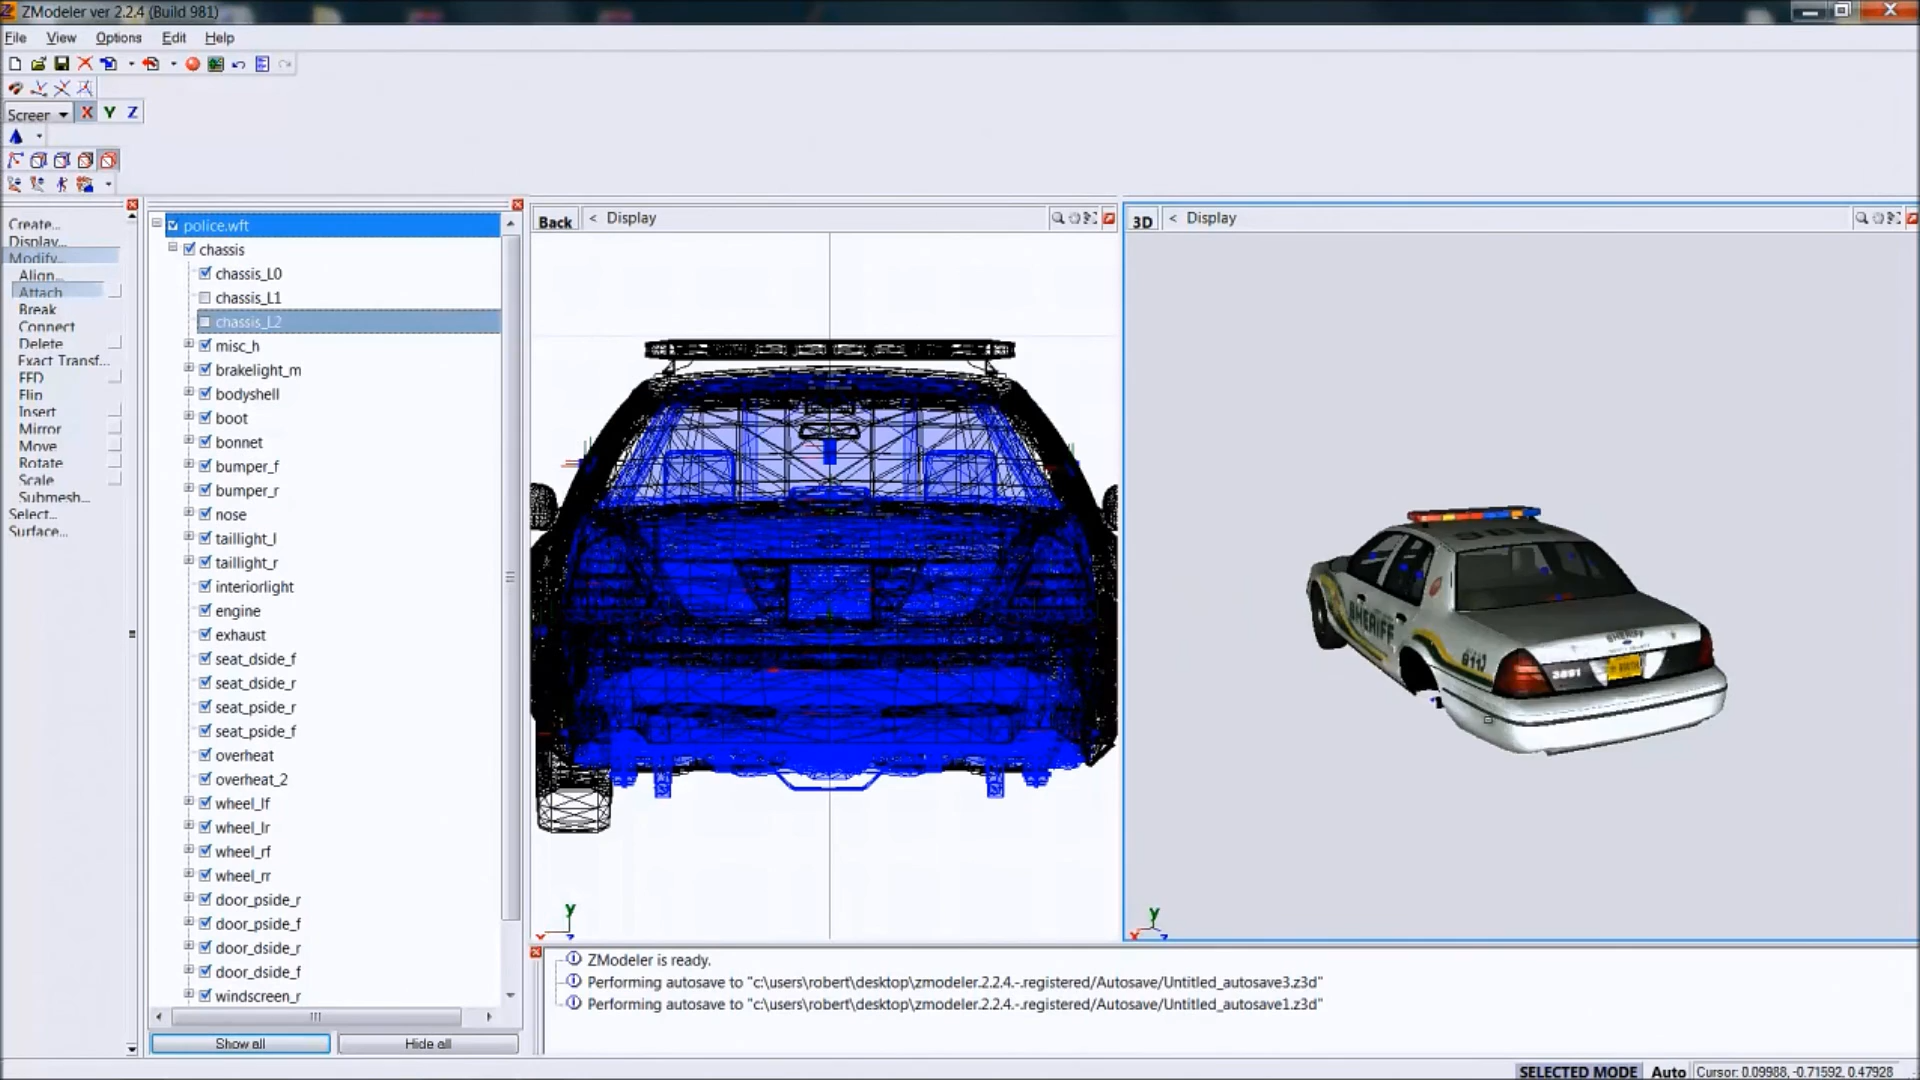 ZModeler ver 2.2.4 (Build 981)
File View Options Edit Help
Screer X Y Z
Create...
Display...
Modify...
Align...
Attach
Break
Connect
Delete
Exact Transf...
FFD
Flip
Insert
Mirror
Move
Rotate
Scale
Submesh...
Select...
Surface...
police.wft
chassis
chassis_L0
chassis_L1
chassis_L2
misc_h
brakelight_m
bodyshell
boot
bonnet
bumper_f
bumper_r
nose
taillight_l
taillight_r
interiorlight
engine
exhaust
seat_dside_f
seat_dside_r
seat_pside_r
seat_pside_f
overheat
overheat_2
wheel_lf
wheel_lr
wheel_rf
wheel_rr
door_pside_r
door_pside_f
door_dside_r
door_dside_f
windscreen_r
Show all Hide all
Back < Display
y
x
z
3D < Display
SHERIFF
SHERIFF
3891
y
x
z
ZModeler is ready.
Performing autosave to "c:\users\robert\desktop\zmodeler.2.2.4.-.registered/Autosave/Untitled_autosave3.z3d"
Performing autosave to "c:\users\robert\desktop\zmodeler.2.2.4.-.registered/Autosave/Untitled_autosave1.z3d"
SELECTED MODE Auto Cursor: 0.09988, -0.71592, 0.47928